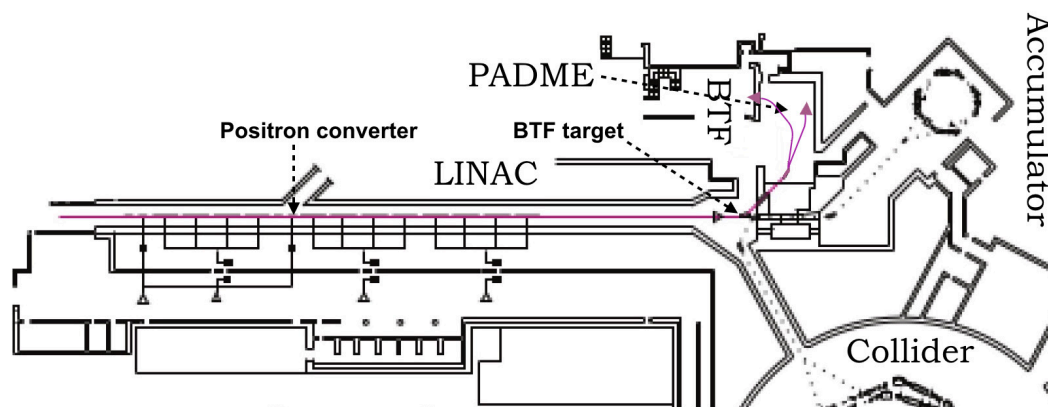 Accumulator
PADME
BTF
Positron converter
BTF target
LINAC
Collider